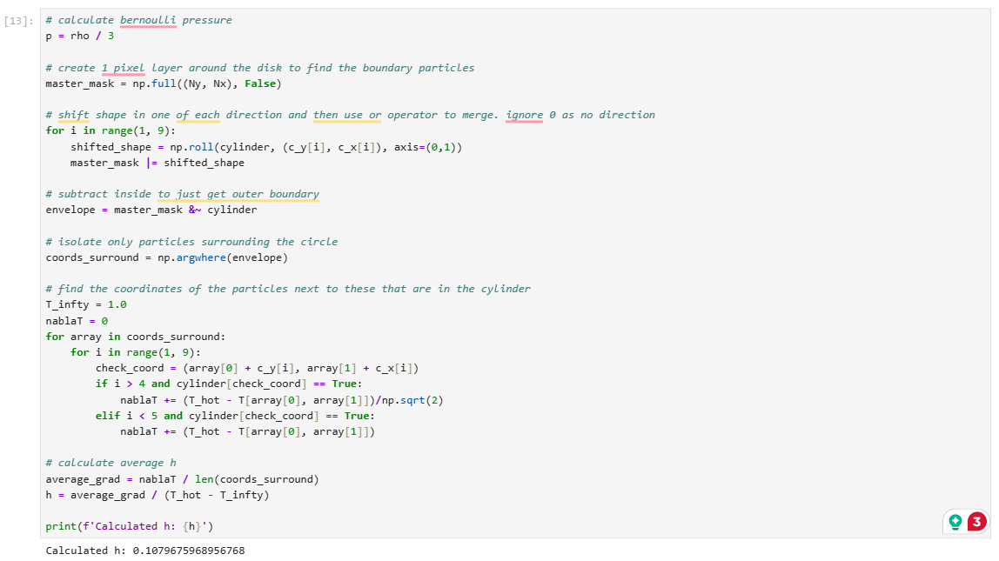 [13]:
# calculate bernoulli pressure
p = rho / 3
# create 1 pixel layer around the disk to find the boundary particles
master_mask = np.full((Ny, Nx), False)
# shift shape in one of each direction and then use or operator to merge. ignore 0 as no direction
for i in range(1, 9):
    shifted_shape = np.roll(cylinder, (c_y[i], c_x[i]), axis=(0,1))
    master_mask |= shifted_shape
# subtract inside to just get outer boundary
envelope = master_mask &~ cylinder
# isolate only particles surrounding the circle
coords_surround = np.argwhere(envelope)
# find the coordinates of the particles next to these that are in the cylinder
T_infty = 1.0
nablaT = 0
for array in coords_surround:
    for i in range(1, 9):
        check_coord = (array[0] + c_y[i], array[1] + c_x[i])
        if i > 4 and cylinder[check_coord] == True:
            nablaT += (T_hot - T[array[0], array[1]])/np.sqrt(2)
        elif i < 5 and cylinder[check_coord] == True:
            nablaT += (T_hot - T[array[0], array[1]])
# calculate average h
average_grad = nablaT / len(coords_surround)
h = average_grad / (T_hot - T_infty)
print(f'Calculated h: {h}')
3
Calculated h: 0.1079675968956768